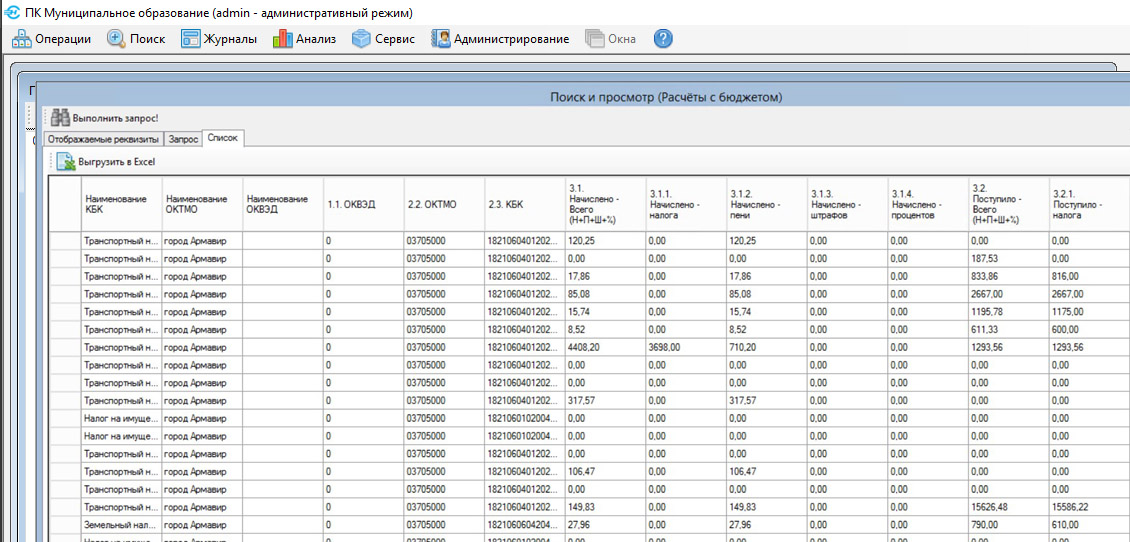 ПК Муниципальное образование (admin - административный режим)
Операции Поиск Журналы Анализ Сервис Администрирование Окна ?
Поиск и просмотр (Расчёты с бюджетом)
Выполнить запрос!
Отображаемые реквизиты Запрос Список
Выгрузить в Excel
Наименование КБК Наименование ОКТМО Наименование ОКВЭД 1.1. ОКВЭД 2.2. ОКТМО 2.3. КБК 3.1. Начислено - Всего (Н+П+Ш+%) 3.1.1. Начислено - налога 3.1.2. Начислено - пени 3.1.3. Начислено - штрафов 3.1.4. Начислено - процентов 3.2. Поступило - Всего (Н+П+Ш+%) 3.2.1. Поступило - налога
Транспортный н... город Армавир 0 03705000 1821060401202... 120,25 0,00 120,25 0,00 0,00 0,00 0,00
Транспортный н... город Армавир 0 03705000 1821060401202... 0,00 0,00 0,00 0,00 0,00 187,53 0,00
Транспортный н... город Армавир 0 03705000 1821060401202... 17,86 0,00 17,86 0,00 0,00 833,86 816,00
Транспортный н... город Армавир 0 03705000 1821060401202... 85,08 0,00 85,08 0,00 0,00 2667,00 2667,00
Транспортный н... город Армавир 0 03705000 1821060401202... 15,74 0,00 15,74 0,00 0,00 1195,78 1175,00
Транспортный н... город Армавир 0 03705000 1821060401202... 8,52 0,00 8,52 0,00 0,00 611,33 600,00
Транспортный н... город Армавир 0 03705000 1821060401202... 4408,20 3698,00 710,20 0,00 0,00 1293,56 1293,56
Транспортный н... город Армавир 0 03705000 1821060401202... 0,00 0,00 0,00 0,00 0,00 0,00 0,00
Транспортный н... город Армавир 0 03705000 1821060401202... 0,00 0,00 0,00 0,00 0,00 0,00 0,00
Транспортный н... город Армавир 0 03705000 1821060401202... 317,57 0,00 317,57 0,00 0,00 0,00 0,00
Налог на имуще... город Армавир 0 03705000 1821060102004... 0,00 0,00 0,00 0,00 0,00 0,00 0,00
Налог на имуще... город Армавир 0 03705000 1821060102004... 0,00 0,00 0,00 0,00 0,00 0,00 0,00
Транспортный н... город Армавир 0 03705000 1821060401202... 0,00 0,00 0,00 0,00 0,00 0,00 0,00
Транспортный н... город Армавир 0 03705000 1821060401202... 106,47 0,00 106,47 0,00 0,00 0,00 0,00
Транспортный н... город Армавир 0 03705000 1821060401202... 0,00 0,00 0,00 0,00 0,00 0,00 0,00
Транспортный н... город Армавир 0 03705000 1821060401202... 149,83 0,00 149,83 0,00 0,00 15626,48 15586,22
Земельный нал... город Армавир 0 03705000 1821060604204... 27,96 0,00 27,96 0,00 0,00 790,00 610,00